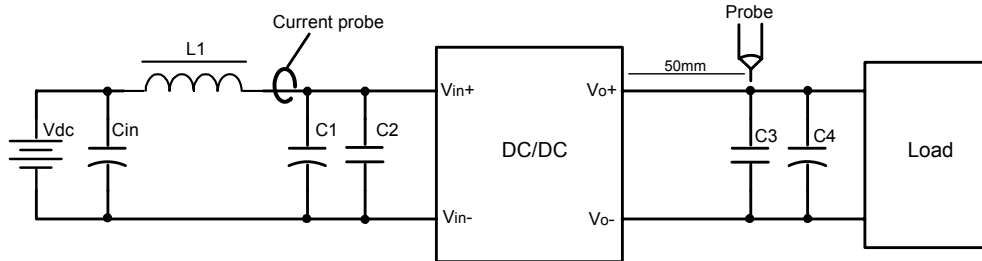 Current probe
Probe
L1
50mm
Vdc
Cin
C1
C2
Vin+
Vin-
DC/DC
Vo+
Vo-
C3
C4
Load